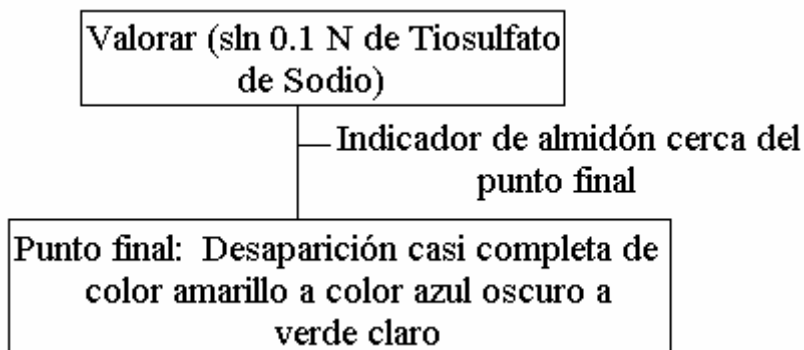 Valorar (sln 0.1 N de Tiosulfato
de Sodio)
Indicador de almidón cerca del
punto final
Punto final:  Desaparición casi completa de
color amarillo a color azul oscuro a
verde claro